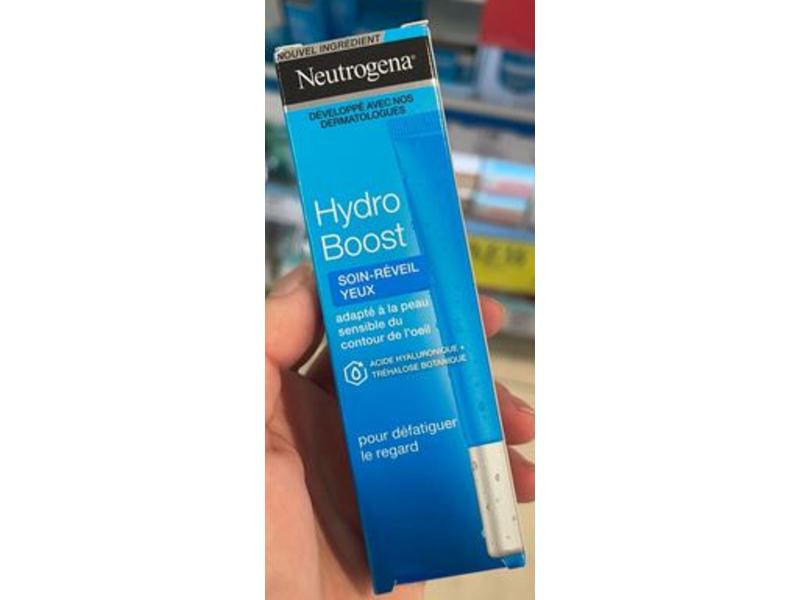 NOUVEL INGRÉDIENT
Neutrogena®
DÉVELOPPÉ AVEC NOS
DERMATOLOGUES
Hydro
Boost
SOIN-RÉVEIL
YEUX
adapté à la peau
sensible du
contour de l'oeil
ACIDE HYALURONIQUE +
TRÉHALOSE BOTANIQUE
pour défatiguer
le regard